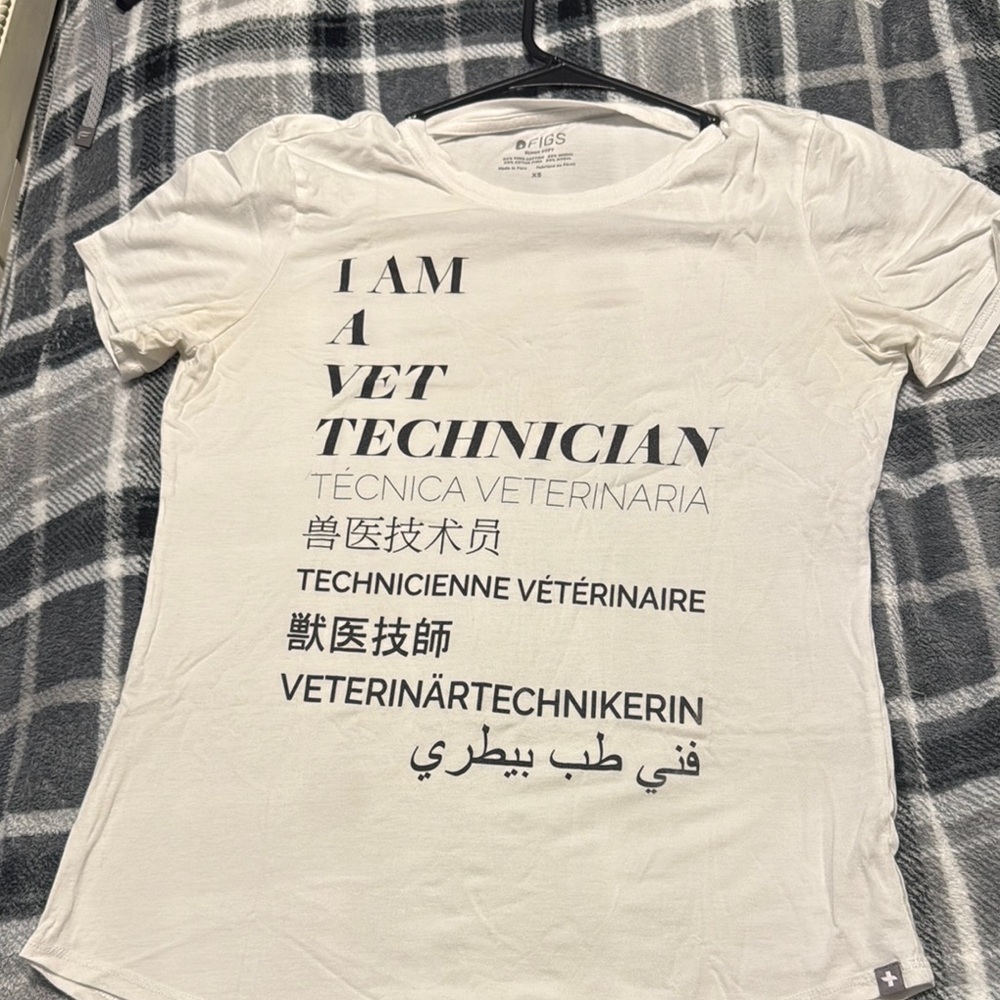 FIGS
XS
I AM
A
VET
TECHNICIAN
TÉCNICA VETERINARIA
兽医技术员
TECHNICIENNE VÉTÉRINAIRE
獣医技師
VETERINÄRTECHNIKERIN
فني طب بيطري